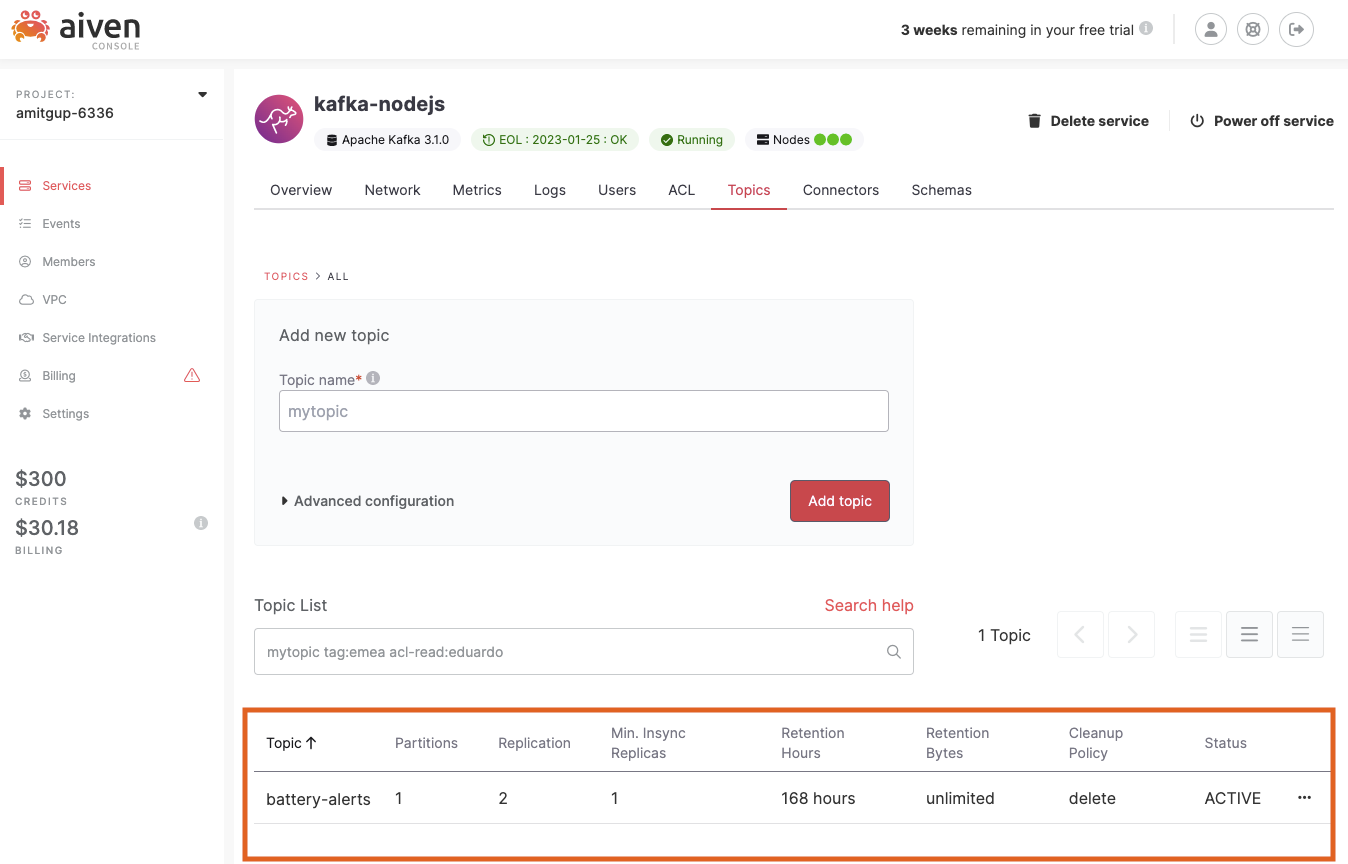 aiven
CONSOLE
3 weeks remaining in your free trial
PROJECT:
amitgup-6336
Services
Events
Members
VPC
Service Integrations
Billing
Settings
$300
CREDITS
$30.18
BILLING
kafka-nodejs
Apache Kafka 3.1.0
EOL : 2023-01-25 : OK
Running
Nodes
Delete service
Power off service
Overview
Network
Metrics
Logs
Users
ACL
Topics
Connectors
Schemas
TOPICS > ALL
Add new topic
Topic name*
mytopic
Advanced configuration
Add topic
Topic List
Search help
mytopic tag:emea acl-read:eduardo
1 Topic
Topic ↑ Partitions Replication Min. Insync Replicas Retention Hours Retention Bytes Cleanup Policy Status
battery-alerts 1 2 1 168 hours unlimited delete ACTIVE ···